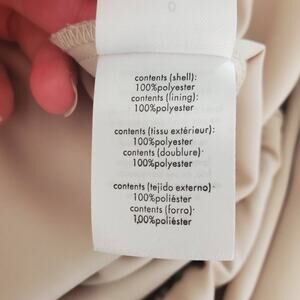 0
contents (shell):
100%polyester
contents (lining):
100%polyester
contents (tissu extérieur):
100%polyester
contents (doublure):
100%polyester
contents (tejido externo)
100%poliéster
contents (forro):
100%poliéster